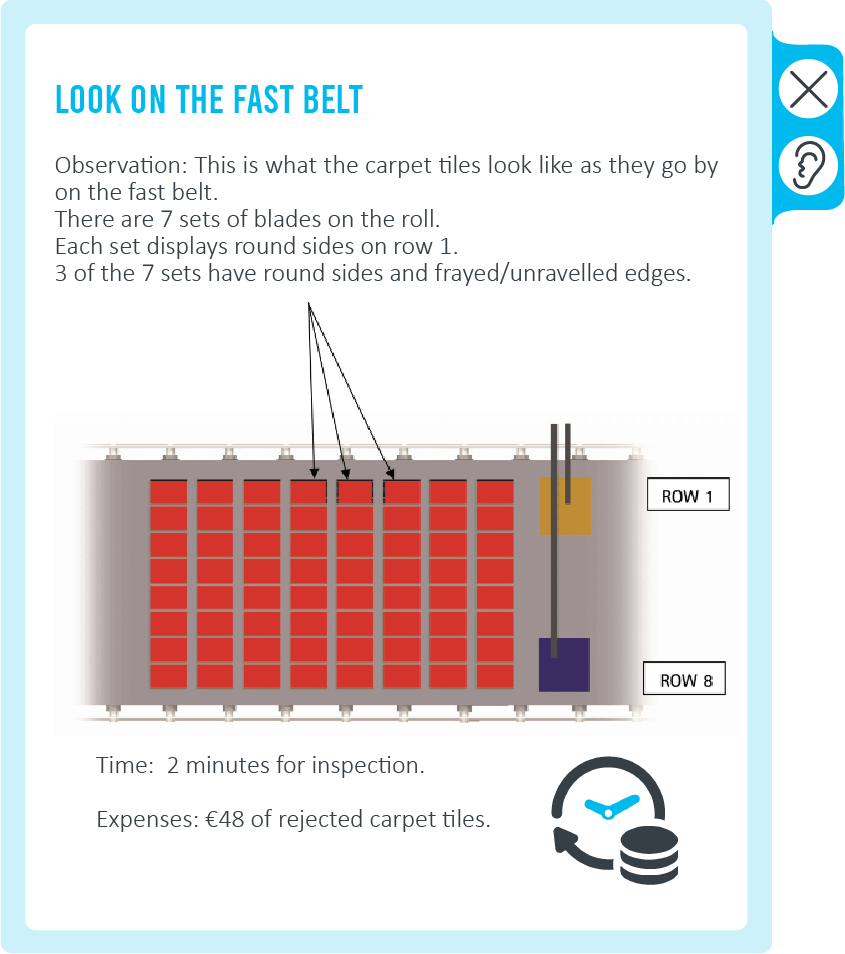 LOOK ON THE FAST BELT
Observation: This is what the carpet tiles look like as they go by
on the fast belt.
There are 7 sets of blades on the roll.
Each set displays round sides on row 1.
3 of the 7 sets have round sides and frayed/unravelled edges.
ROW 1
ROW 8
Time:  2 minutes for inspection.
Expenses: €48 of rejected carpet tiles.